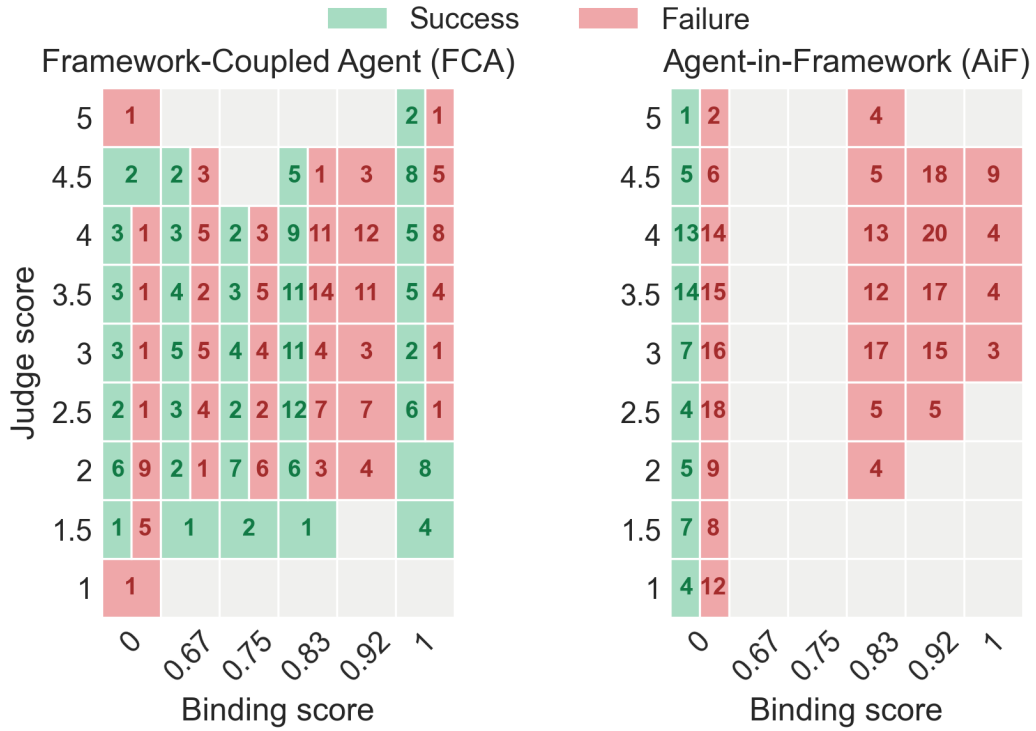 Success Failure
Framework-Coupled Agent (FCA) Agent-in-Framework (AiF)
Judge score
5 1 2 1 5 1 2 4
4.5 2 2 3 5 1 3 8 5 4.5 5 6 5 18 9
4 3 1 3 5 2 3 9 11 12 5 8 4 13 14 13 20 4
3.5 3 1 4 2 3 5 11 14 11 5 4 3.5 14 15 12 17 4
3 3 1 5 5 4 4 11 4 3 2 1 3 7 16 17 15 3
2.5 2 1 3 4 2 2 12 7 7 6 1 2.5 4 18 5 5
2 6 9 2 1 7 6 6 3 4 8 2 5 9 4
1.5 1 5 1 2 1 4 1.5 7 8
1 1 1 4 12
0 0.67 0.75 0.83 0.92 1 0 0.67 0.75 0.83 0.92 1
Binding score Binding score